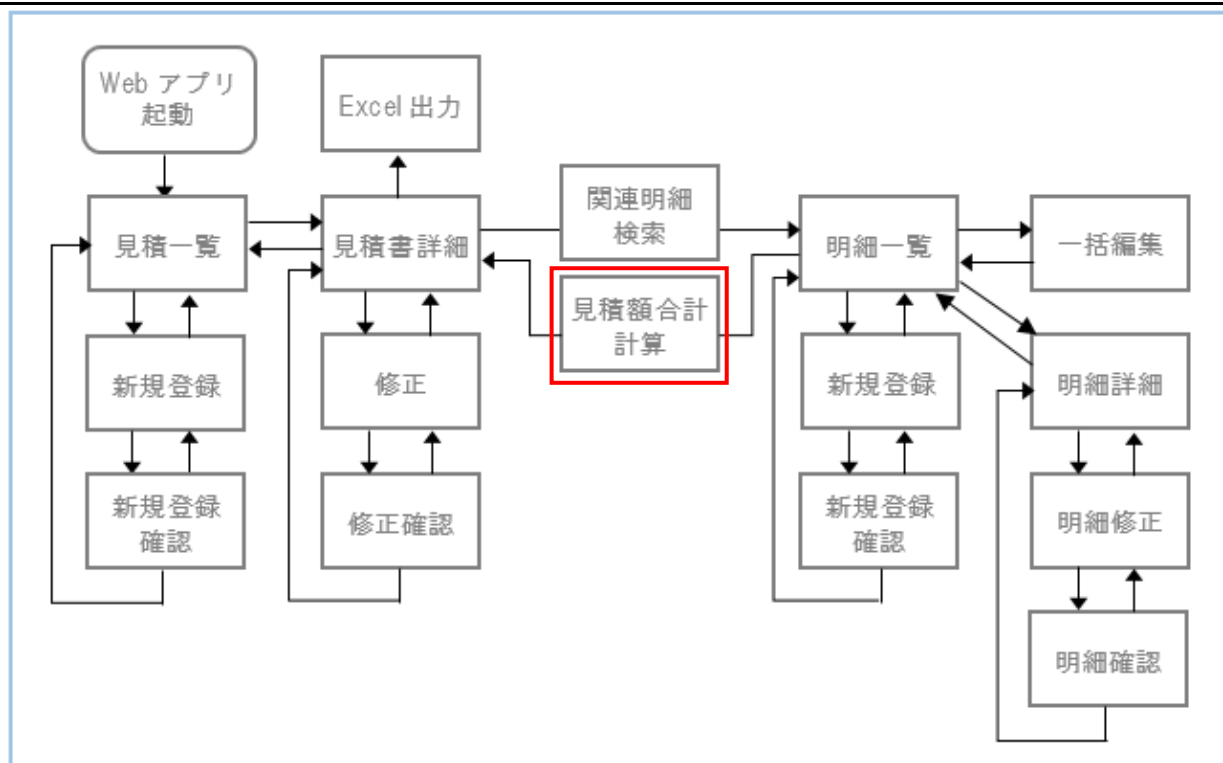 Web アプリ
起動
Excel 出力
見積一覧
見積書詳細
関連明細
検索
明細一覧
一括編集
見積額合計
計算
新規登録
修正
新規登録
明細詳細
新規登録
確認
修正確認
新規登録
確認
明細修正
明細確認